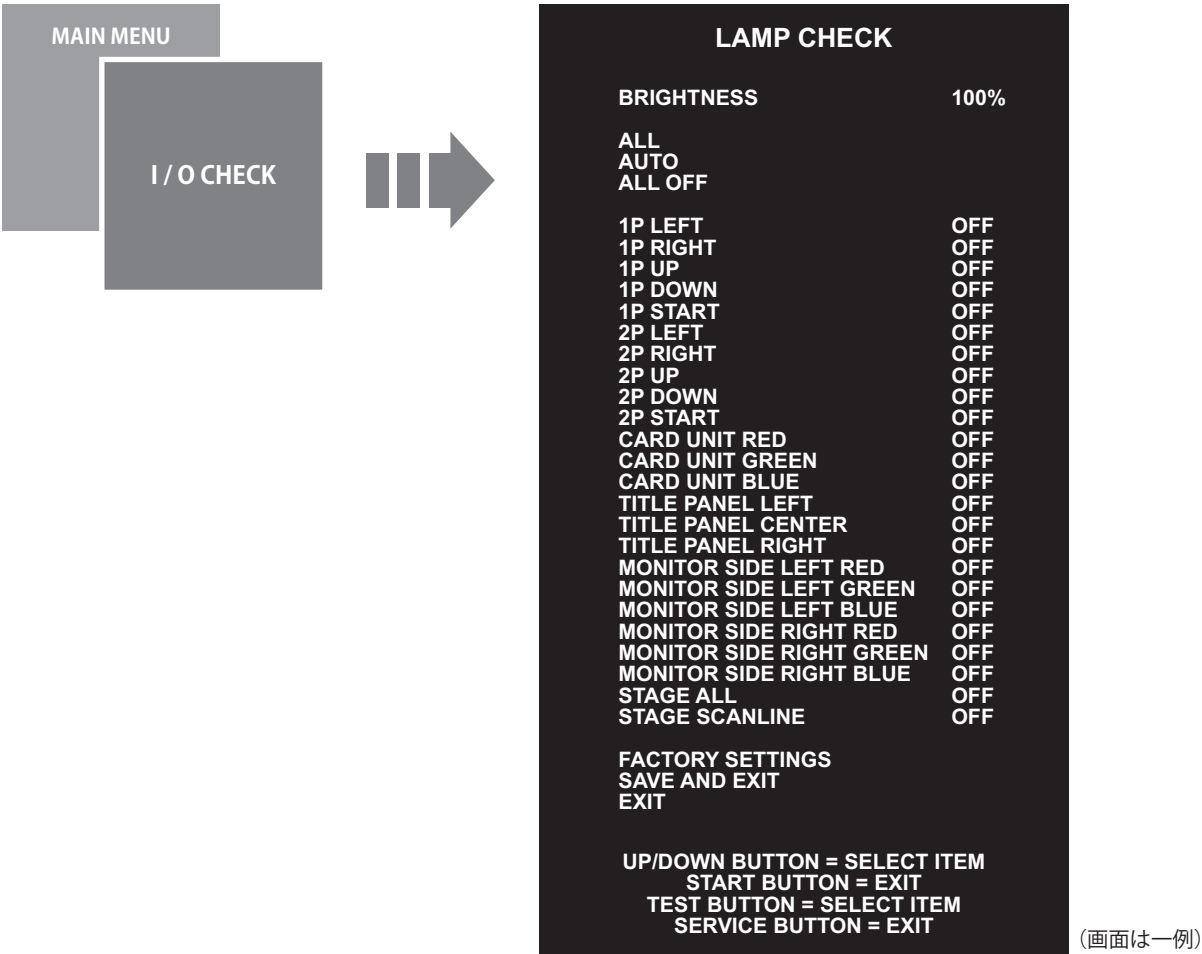 MAIN MENU
I / O CHECK
LAMP CHECK
BRIGHTNESS 100%
ALL
AUTO
ALL OFF
1P LEFT OFF
1P RIGHT OFF
1P UP OFF
1P DOWN OFF
1P START OFF
2P LEFT OFF
2P RIGHT OFF
2P UP OFF
2P DOWN OFF
2P START OFF
CARD UNIT RED OFF
CARD UNIT GREEN OFF
CARD UNIT BLUE OFF
TITLE PANEL LEFT OFF
TITLE PANEL CENTER OFF
TITLE PANEL RIGHT OFF
MONITOR SIDE LEFT RED OFF
MONITOR SIDE LEFT GREEN OFF
MONITOR SIDE LEFT BLUE OFF
MONITOR SIDE RIGHT RED OFF
MONITOR SIDE RIGHT GREEN OFF
MONITOR SIDE RIGHT BLUE OFF
STAGE ALL OFF
STAGE SCANLINE OFF
FACTORY SETTINGS
SAVE AND EXIT
EXIT
UP/DOWN BUTTON = SELECT ITEM
START BUTTON = EXIT
TEST BUTTON = SELECT ITEM
SERVICE BUTTON = EXIT
（画面は一例）